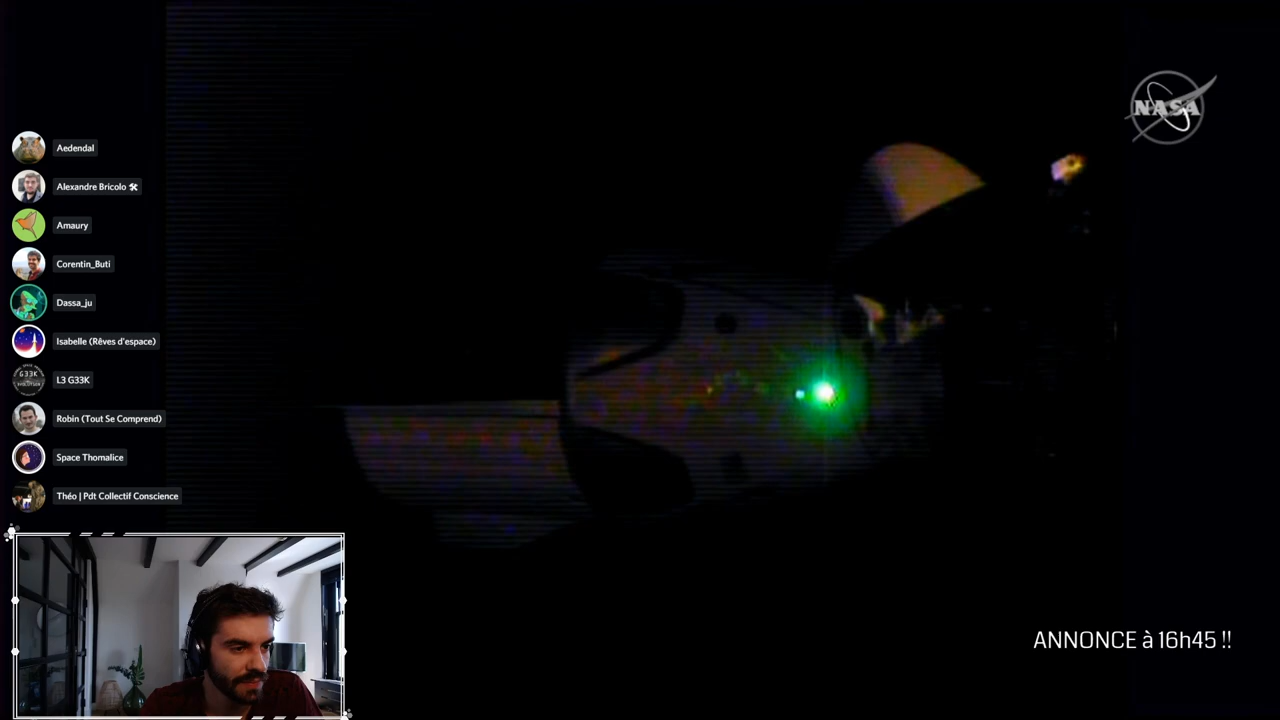 NASA
Aedendal
Alexandre Bricolo 🛠
Amaury
Corentin_Buti
Dassa_ju
Isabelle (Rêves d'espace)
G33K
L3 G33K
Robin (Tout Se Comprend)
Space Thomalice
Théo | Pdt Collectif Conscience
ANNONCE à 16h45 !!